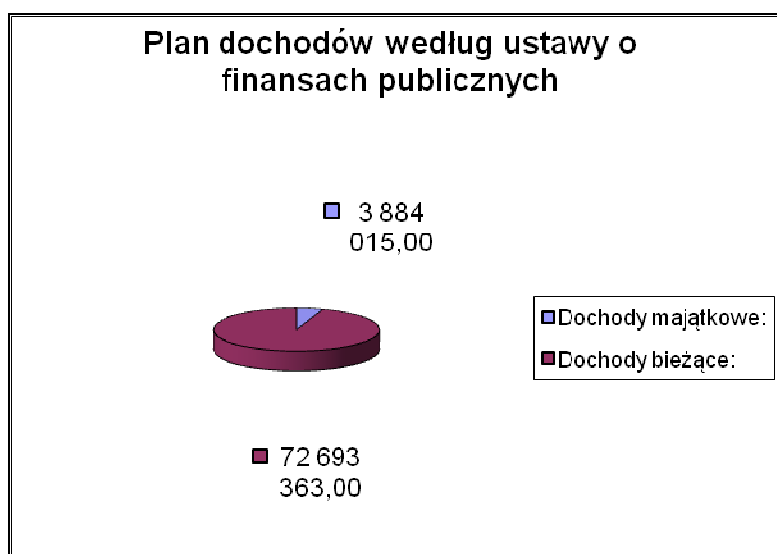 Plan dochodów według ustawy o
finansach publicznych
3 884
015,00
Dochody majątkowe:
Dochody bieżące:
72 693
363,00